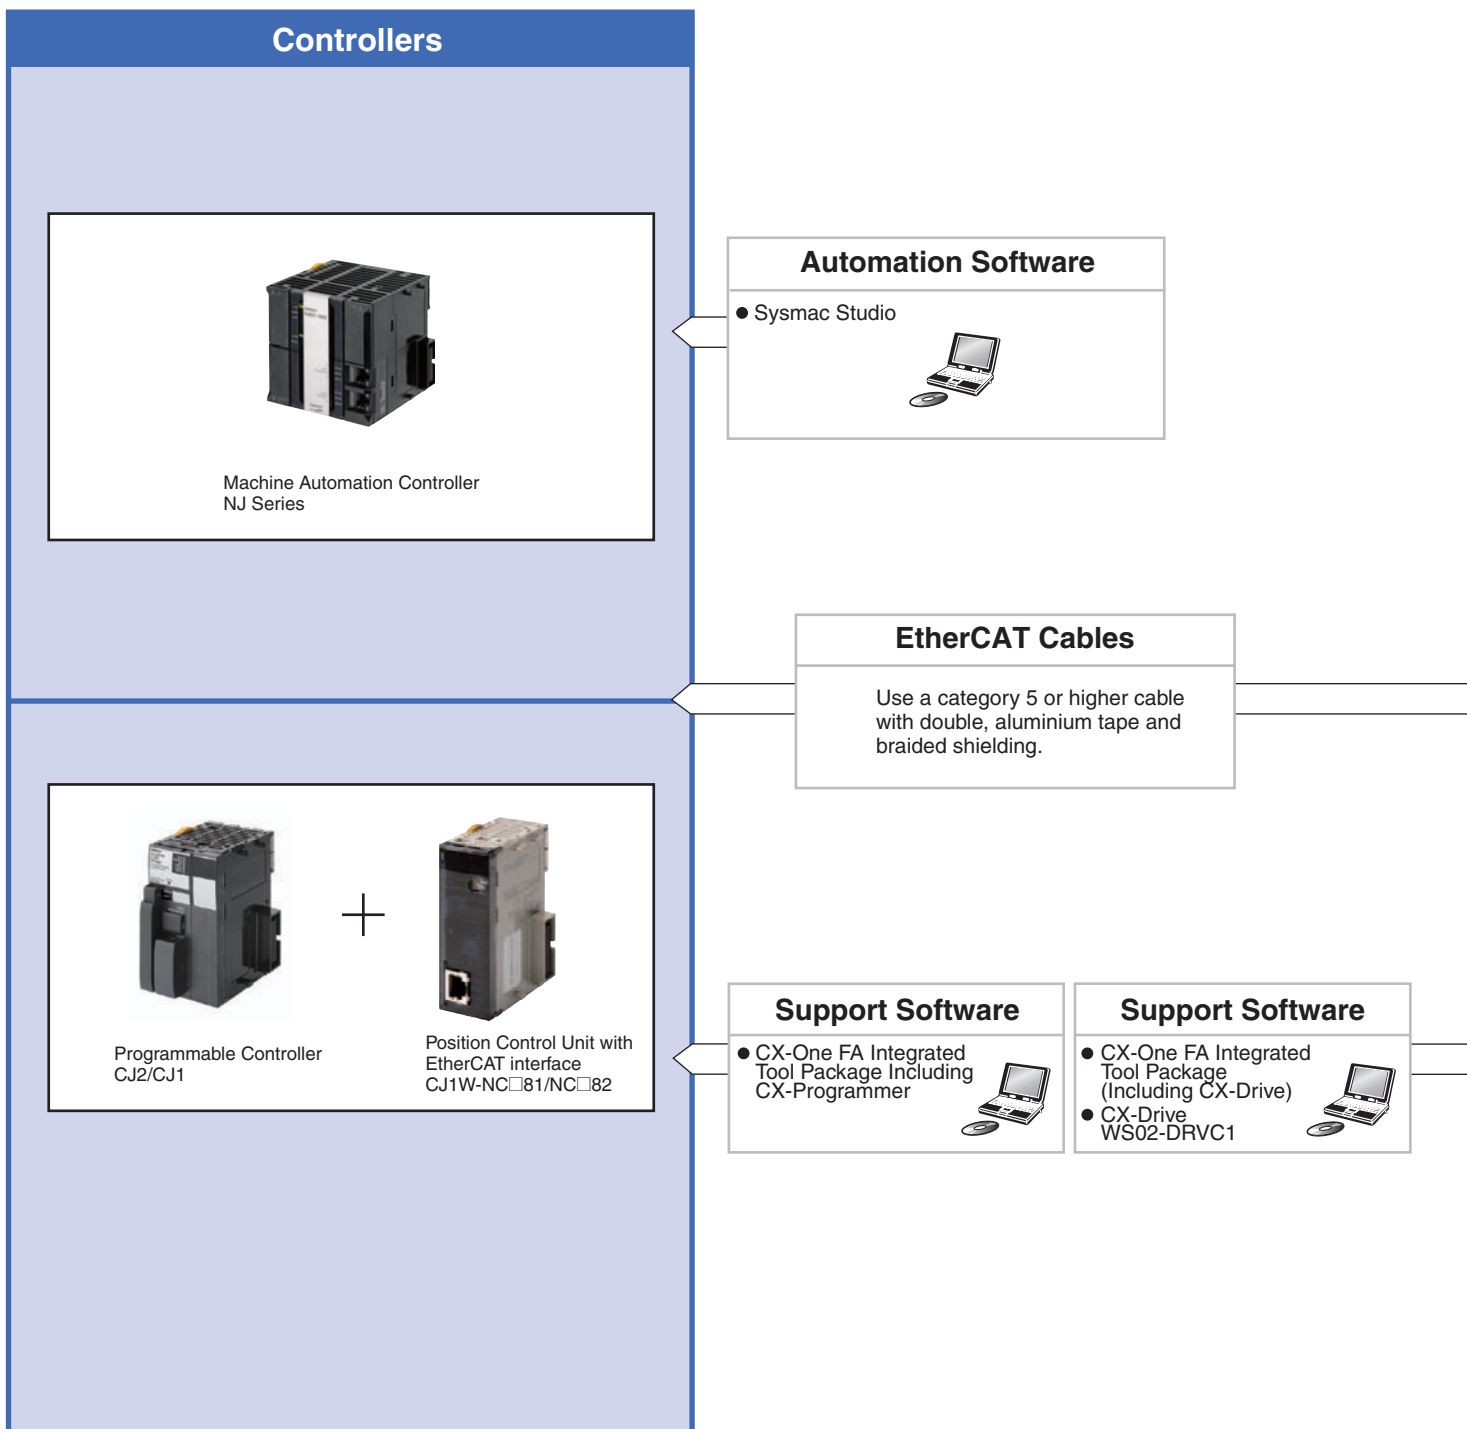 Controllers
Machine Automation Controller
NJ Series
Automation Software
● Sysmac Studio
EtherCAT Cables
Use a category 5 or higher cable
with double, aluminium tape and
braided shielding.
Programmable Controller
CJ2/CJ1
Position Control Unit with
EtherCAT interface
CJ1W-NC□81/NC□82
Support Software
● CX-One FA Integrated
Tool Package Including
CX-Programmer
Support Software
● CX-One FA Integrated
Tool Package
(Including CX-Drive)
● CX-Drive
WS02-DRVC1